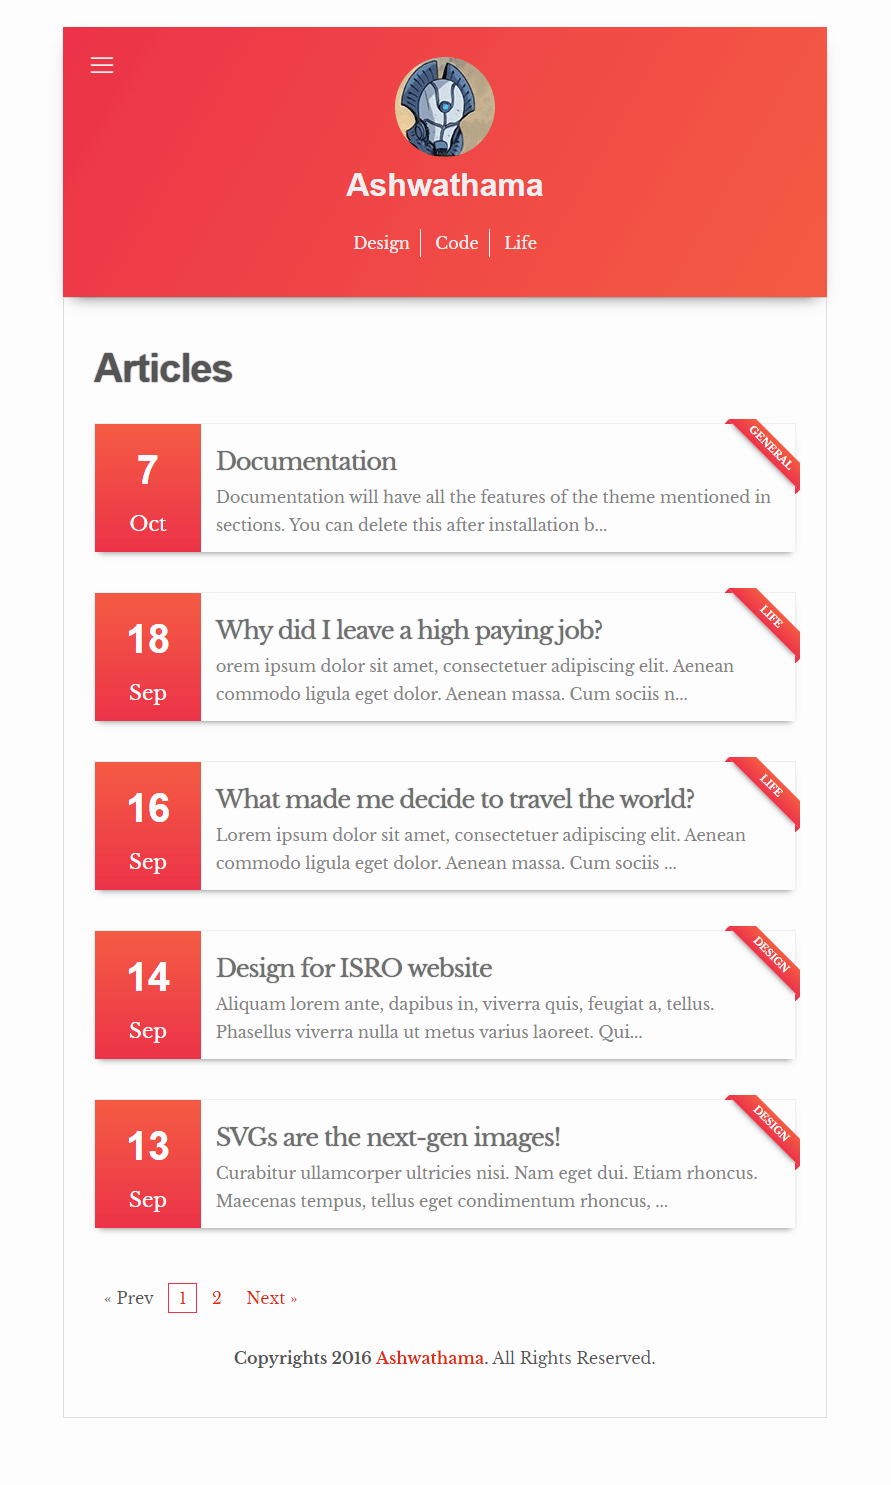 Ashwathama
Design
Code
Life
Articles
7
Oct
Documentation
Documentation will have all the features of the theme mentioned in
sections. You can delete this after installation b...
GENERAL
18
Sep
Why did I leave a high paying job?
orem ipsum dolor sit amet, consectetuer adipiscing elit. Aenean
commodo ligula eget dolor. Aenean massa. Cum sociis n...
LIFE
16
Sep
What made me decide to travel the world?
Lorem ipsum dolor sit amet, consectetuer adipiscing elit. Aenean
commodo ligula eget dolor. Aenean massa. Cum sociis ...
LIFE
14
Sep
Design for ISRO website
Aliquam lorem ante, dapibus in, viverra quis, feugiat a, tellus.
Phasellus viverra nulla ut metus varius laoreet. Qui...
DESIGN
13
Sep
SVGs are the next-gen images!
Curabitur ullamcorper ultricies nisi. Nam eget dui. Etiam rhoncus.
Maecenas tempus, tellus eget condimentum rhoncus, ...
DESIGN
« Prev 1 2 Next »
Copyrights 2016 Ashwathama. All Rights Reserved.